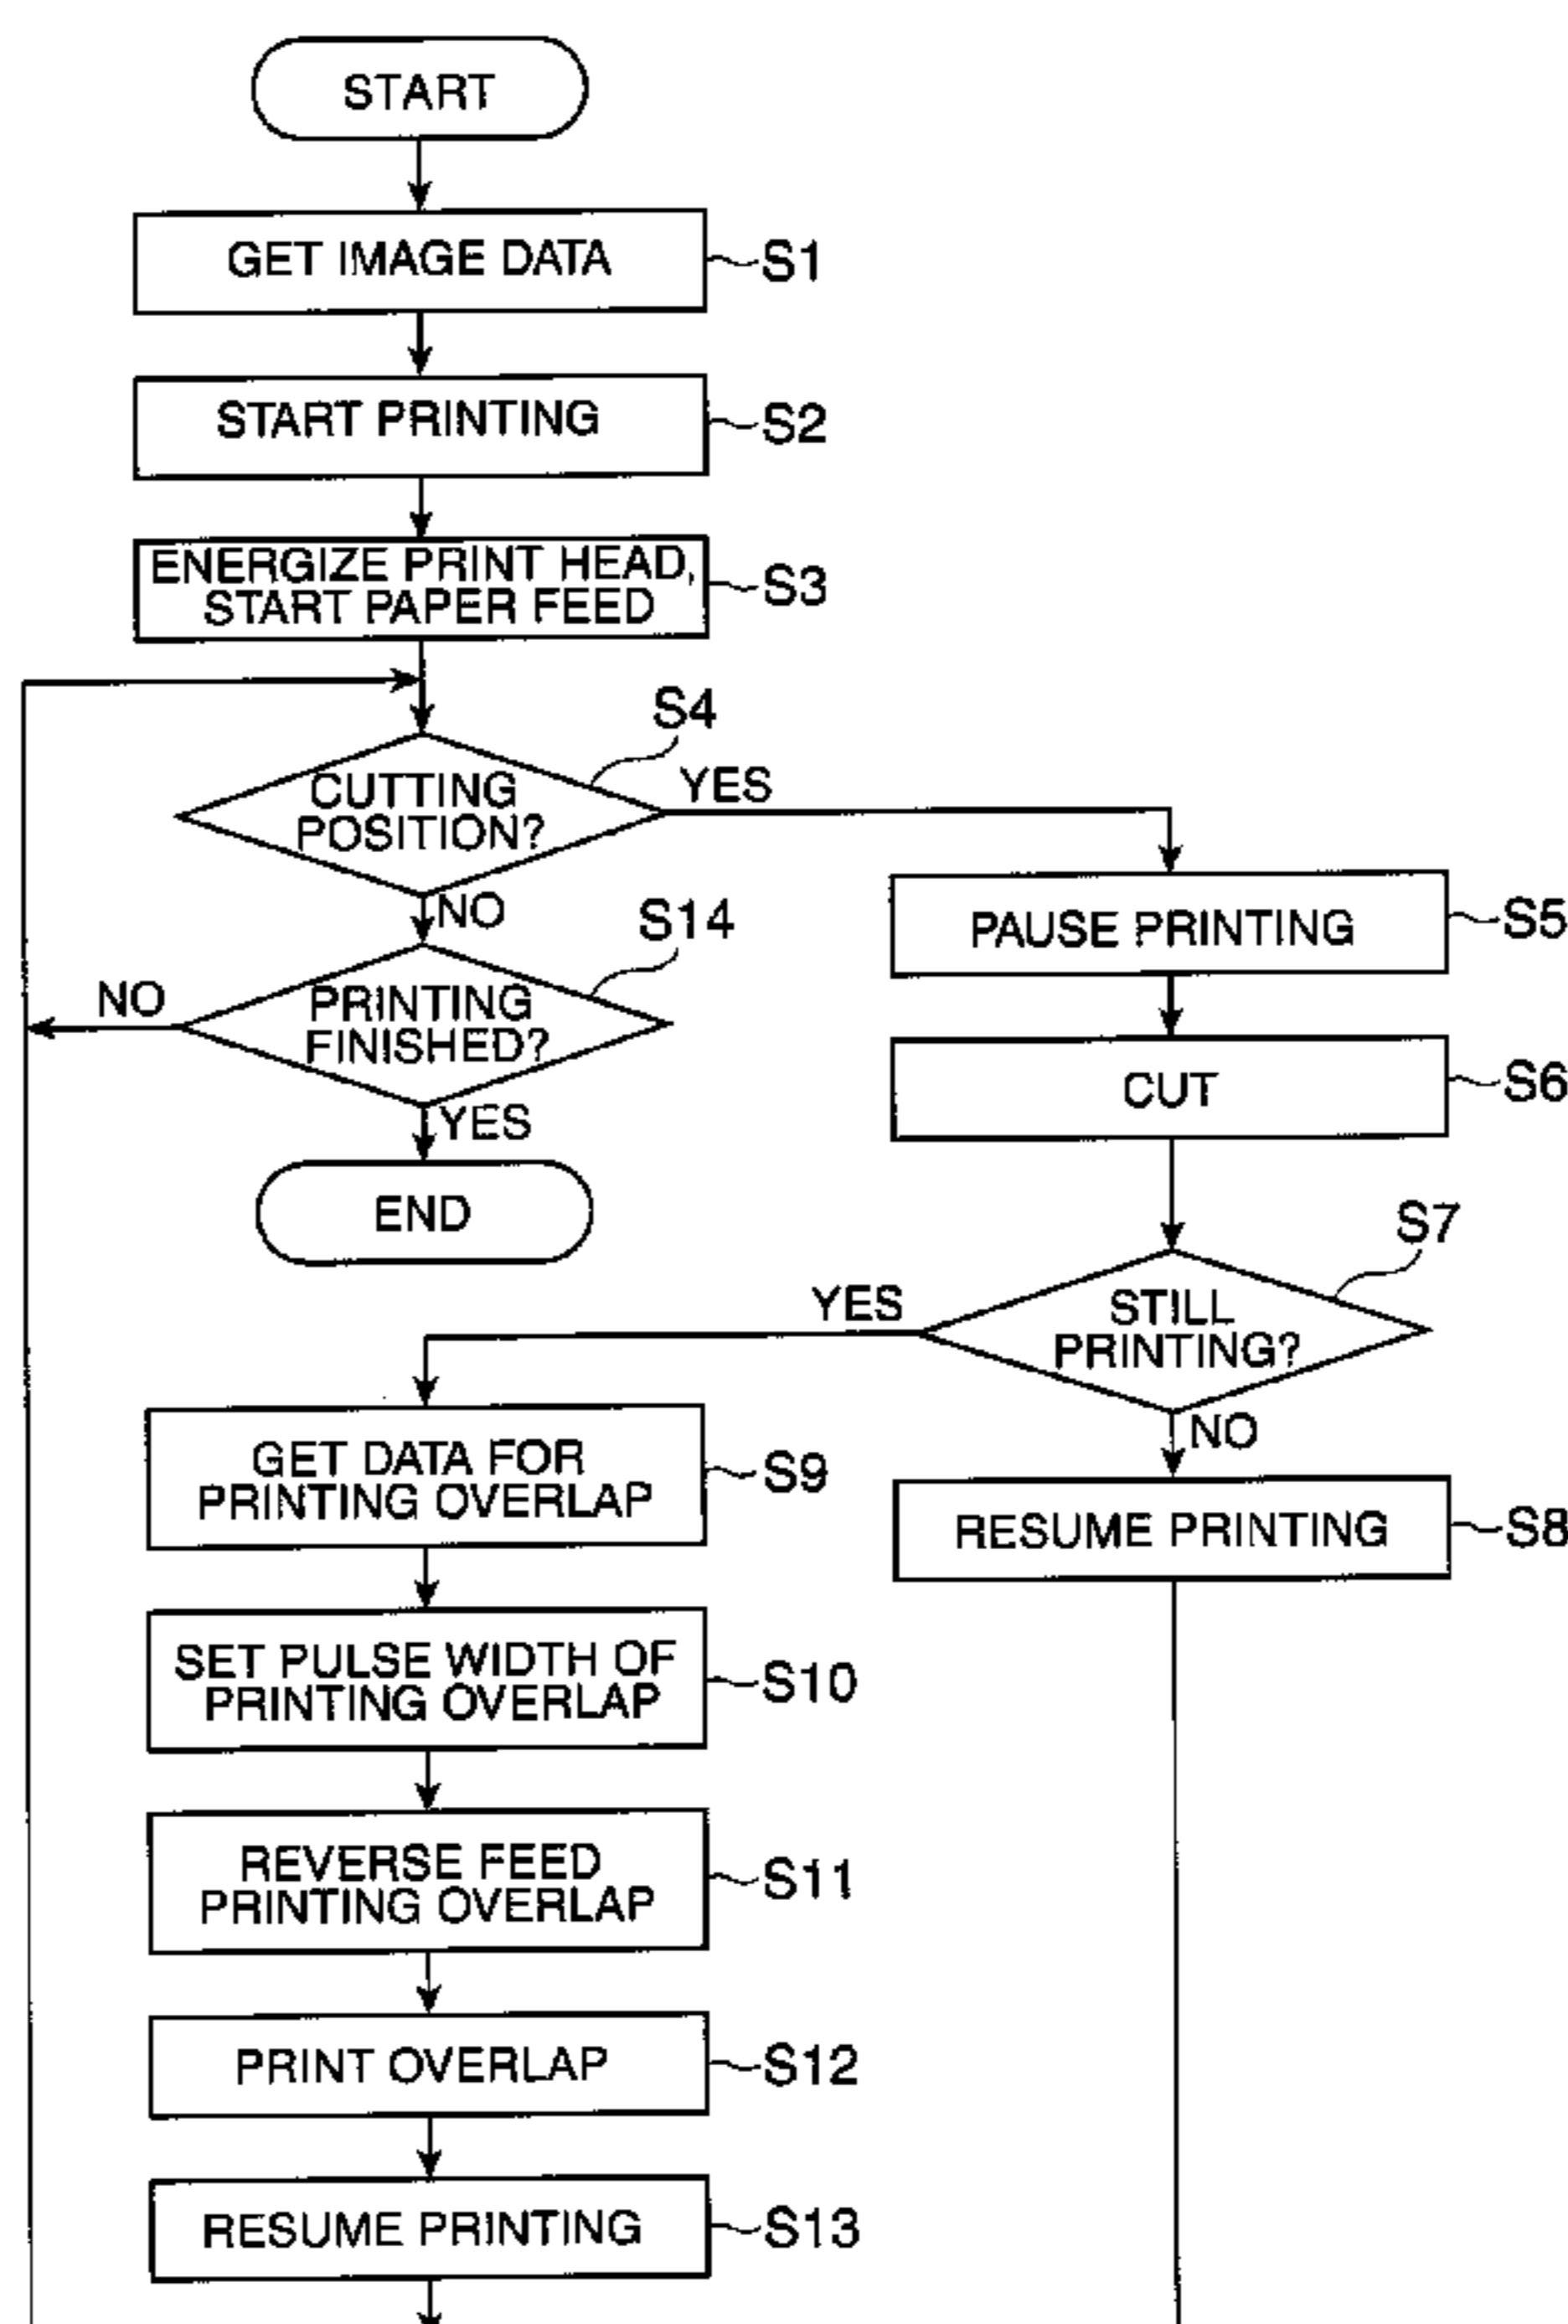 START
GET IMAGE DATA
S1
START PRINTING
S2
ENERGIZE PRINT HEAD,
START PAPER FEED
S3
S4
CUTTING
POSITION?
YES
NO
S14
PRINTING
FINISHED?
NO
YES
END
PAUSE PRINTING
S5
CUT
S6
S7
STILL
PRINTING?
YES
NO
RESUME PRINTING
S8
GET DATA FOR
PRINTING OVERLAP
S9
SET PULSE WIDTH OF
PRINTING OVERLAP
S10
REVERSE FEED
PRINTING OVERLAP
S11
PRINT OVERLAP
S12
RESUME PRINTING
S13